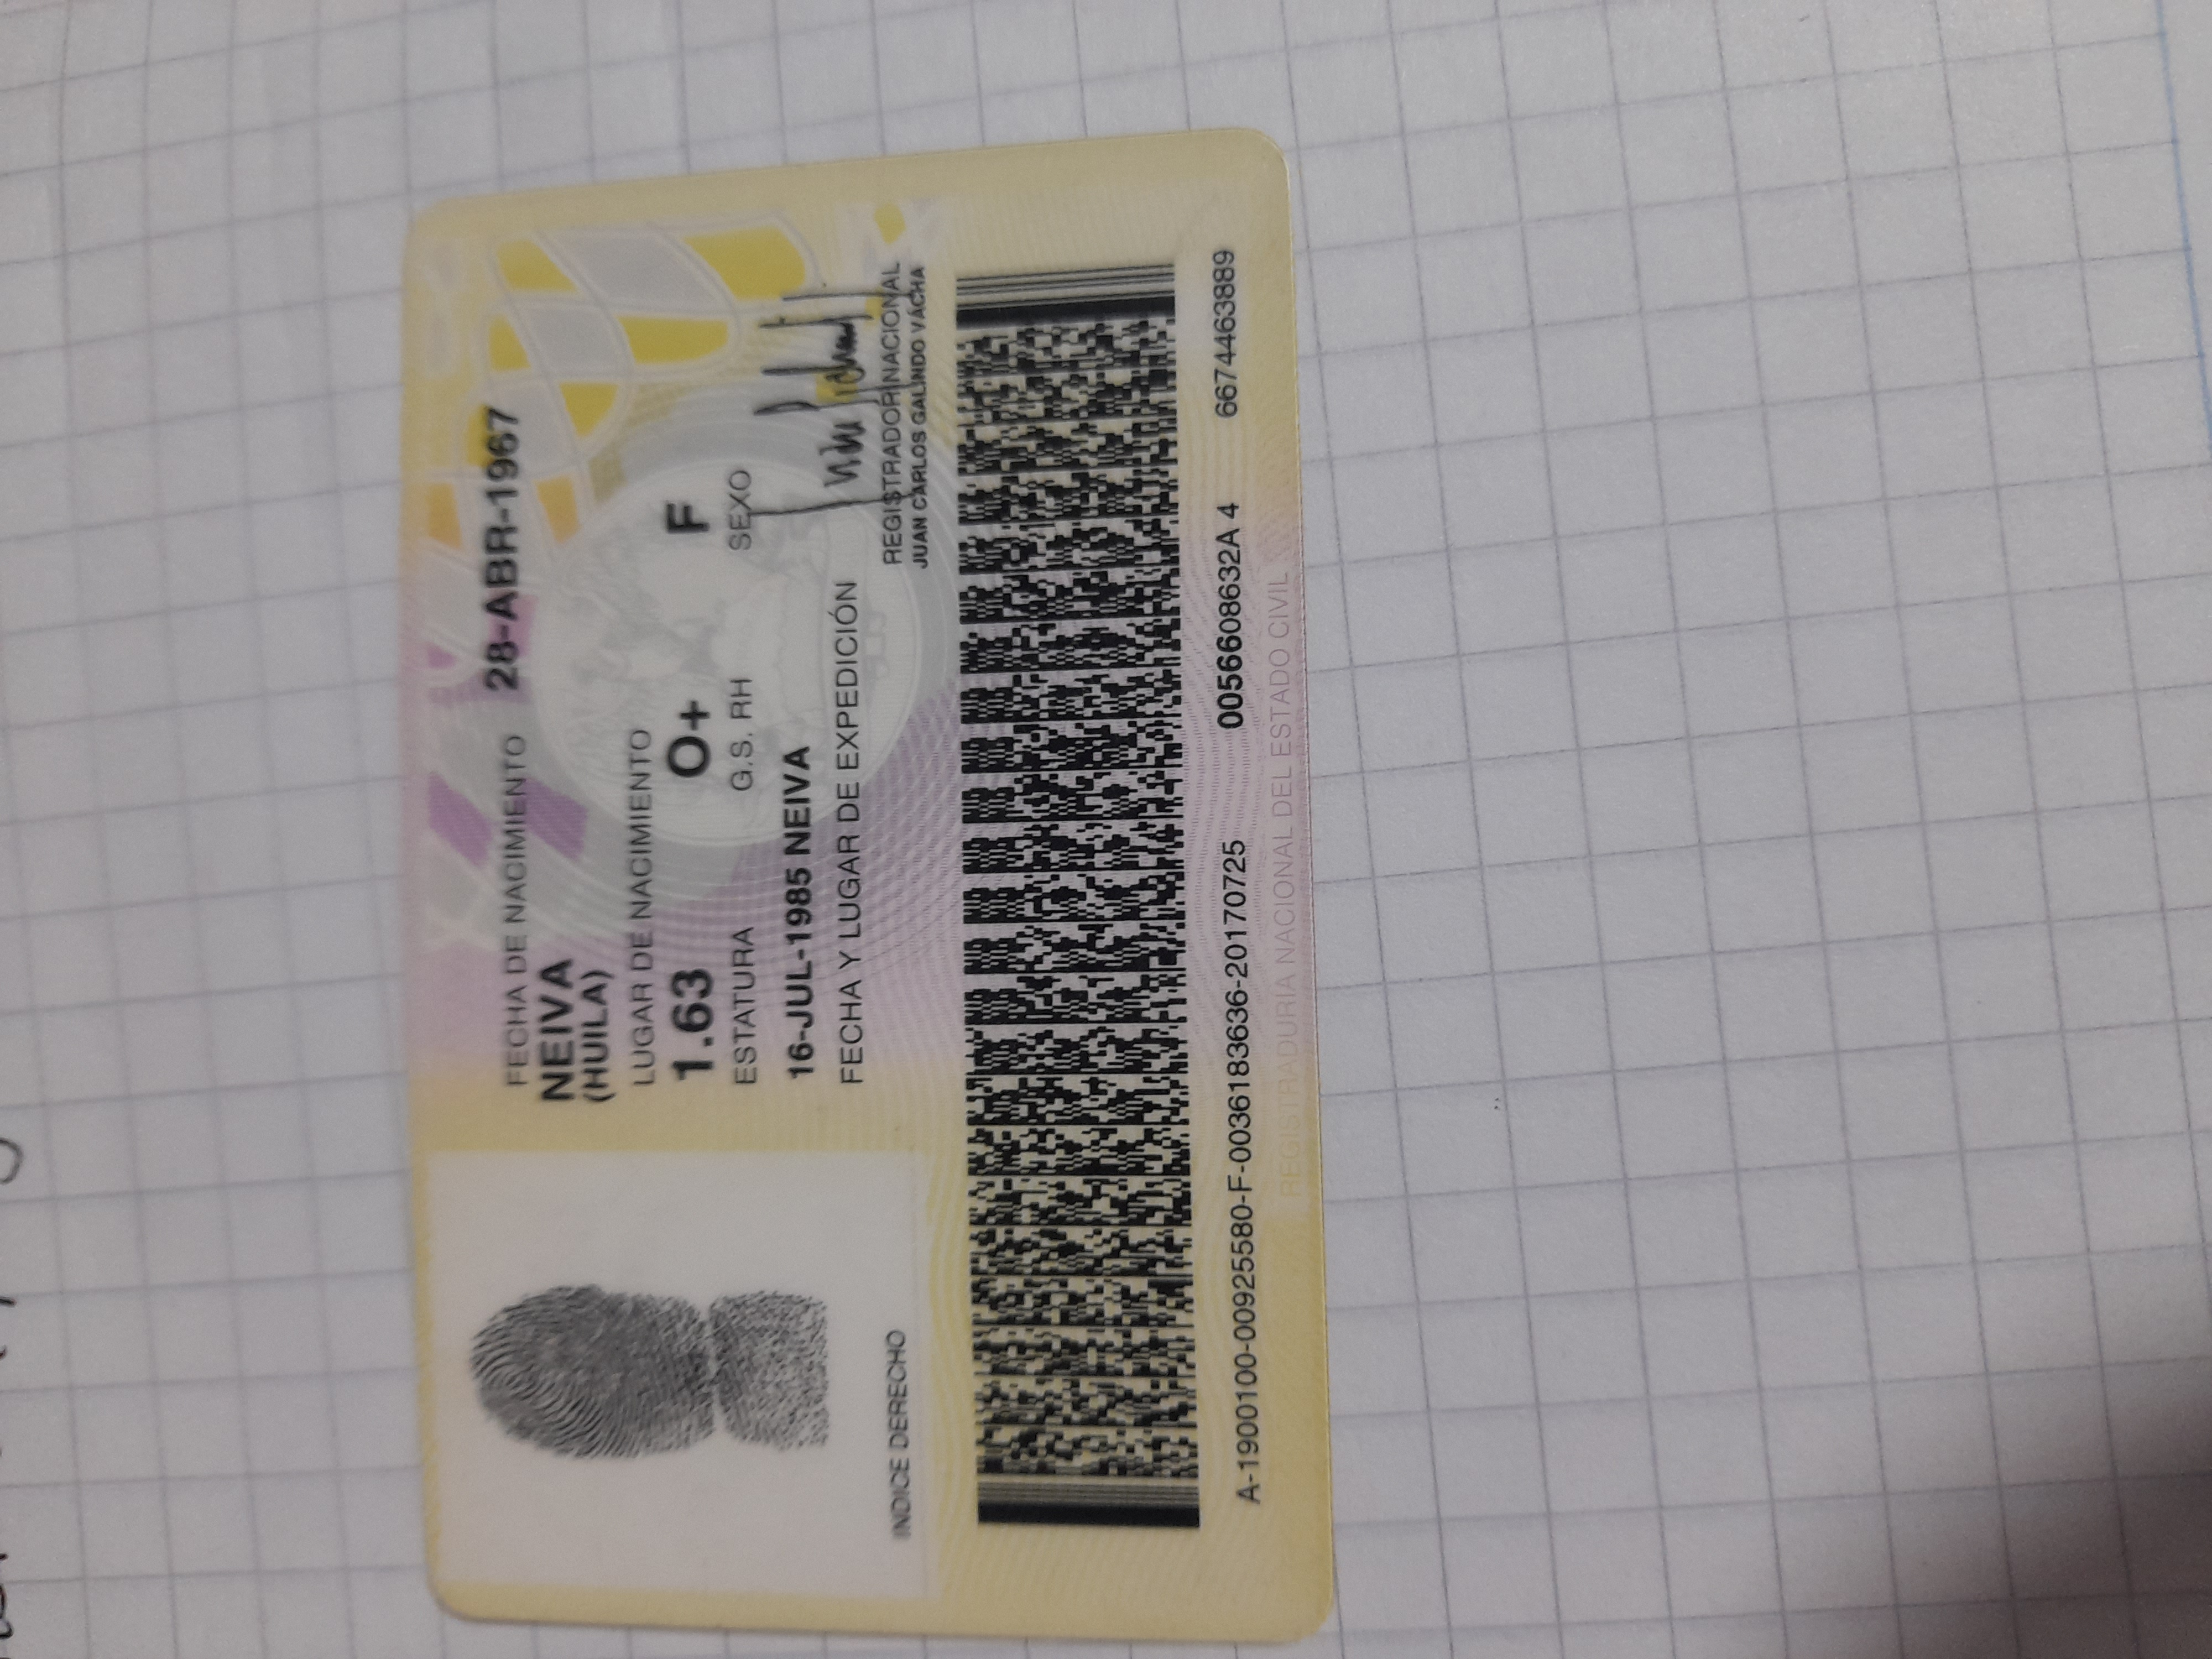 FECHA DE NACIMIENTO 28-ABR-1967
NEIVA
(HUILA)
LUGAR DE NACIMIENTO
1.63 O+ F
ESTATURA G.S. RH SEXO
16-JUL-1985 NEIVA
FECHA Y LUGAR DE EXPEDICIÓN
INDICE DERECHO
REGISTRADOR NACIONAL
JUAN CARLOS GALINDO VÁCHA
A-1900100-00925580-F-0036183636-20170725 0056608632A 4 6674463889
REGISTRADURIA NACIONAL DEL ESTADO CIVIL